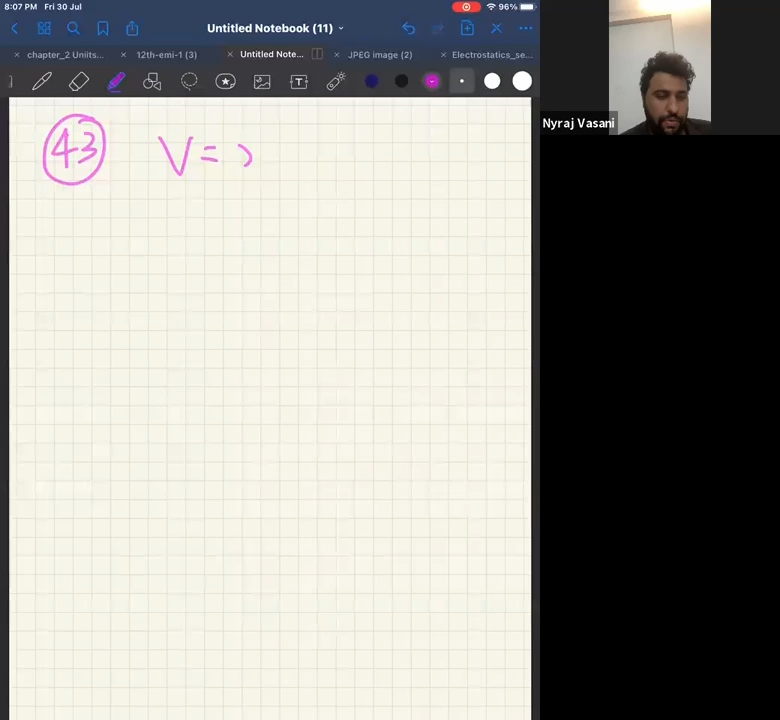 8:07 PM Fri 30 Jul
96%
Untitled Notebook (11)
chapter_2 Units...
12th-emi-1 (3)
Untitled Note...
JPEG image (2)
Electrostatics_se...
T
43 V =
Nyraj Vasani